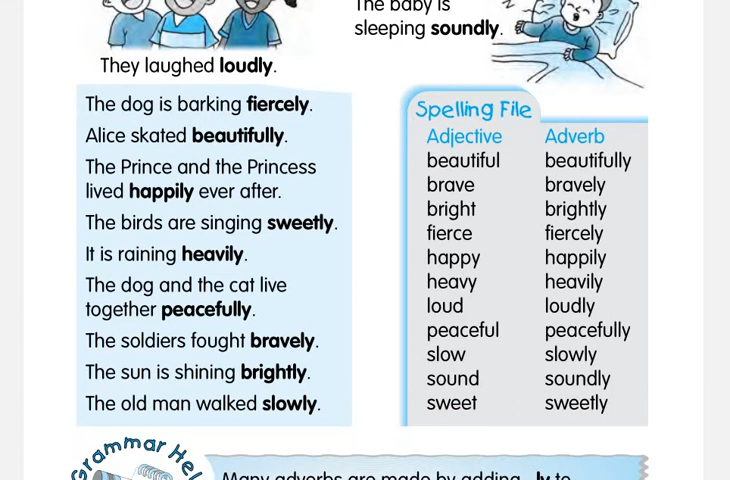 The baby is
sleeping soundly.
They laughed loudly.
The dog is barking fiercely.
Alice skated beautifully.
The Prince and the Princess
lived happily ever after.
The birds are singing sweetly.
It is raining heavily.
The dog and the cat live
together peacefully.
The soldiers fought bravely.
The sun is shining brightly.
The old man walked slowly.
Spelling File
Adjective Adverb
beautiful beautifully
brave bravely
bright brightly
fierce fiercely
happy happily
heavy heavily
loud loudly
peaceful peacefully
slow slowly
sound soundly
sweet sweetly
Grammar Hel
Many adverbs are made by adding -ly to